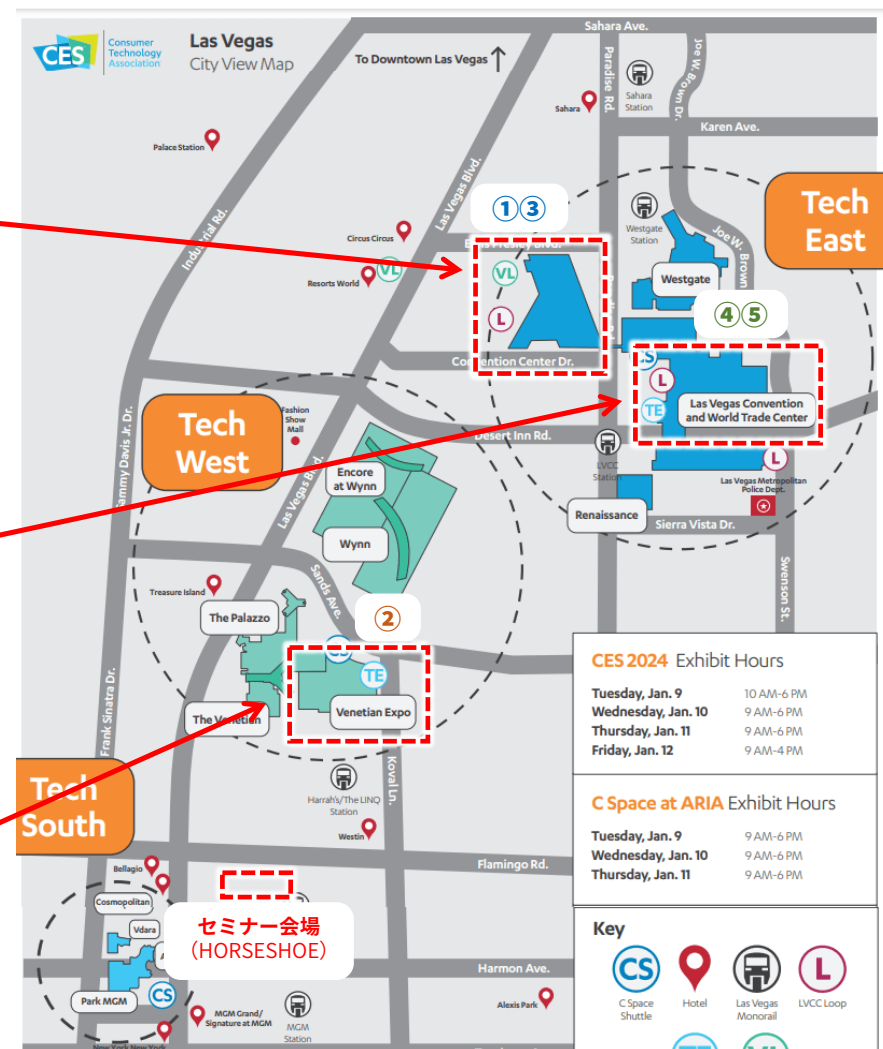 CES
Consumer
Technology
Association
Las Vegas
City View Map
To Downtown Las Vegas
Sahara Ave.
Paradise Rd.
Joe W. Brown Dr.
Sahara
Station
Sahara
Karen Ave.
Palace Station
Industrial Rd.
Las Vegas Blvd.
①③
Westgate
Station
Tech
East
Circus Circus
Joe W. Brown
Resorts World
VL
VL
Westgate
④⑤
L
Convention Center Dr.
CS
L
TE
Las Vegas Convention
and World Trade Center
Tech
West
Fashion
Show
Mall
Desert Inn Rd.
LVCC
Station
L
Las Vegas Metropolitan
Police Dept.
Sammy Davis Jr. Dr.
Las Vegas Blvd.
Encore
at Wynn
Renaissance
Sierra Vista Dr.
Wynn
Swenson St.
Sands Ave.
Treasure Island
The Palazzo
②
CS
TE
Venetian Expo
The Venetian
Frank Sinatra Dr.
CES 2024 Exhibit Hours
Tuesday, Jan. 9 10 AM-6 PM
Wednesday, Jan. 10 9 AM-6 PM
Thursday, Jan. 11 9 AM-6 PM
Friday, Jan. 12 9 AM-4 PM
Koval Ln.
Tech
South
Harrah's/The LINQ
Station
Westin
C Space at ARIA Exhibit Hours
Tuesday, Jan. 9 9 AM-6 PM
Wednesday, Jan. 10 9 AM-6 PM
Thursday, Jan. 11 9 AM-6 PM
Flamingo Rd.
Bellagio
Cosmopolitan
Vdara
セミナー会場
（HORSESHOE）
Key
CS
L
C Space
Shuttle
Hotel
Las Vegas
Monorail
LVCC Loop
Harmon Ave.
Park MGM
CS
MGM Grand/
Signature at MGM
MGM
Station
Alexis Park
New York New York